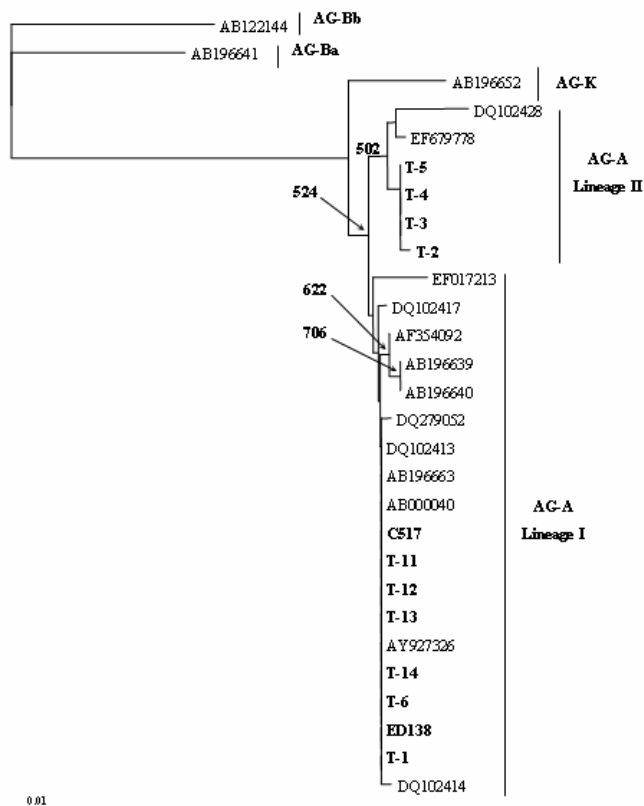 AB122144 AG-Bb
AB196641 AG-Ba
AB196652 AG-K
DQ102428
EF679778
502
T-5
T-4
T-3
T-2
AG-A
Lineage II
524
EF017213
622
DQ102417
706
AF354092
AB196639
AB196640
DQ279052
DQ102413
AB196663
AB000040
C517
T-11
T-12
T-13
AY927326
T-14
T-6
ED138
T-1
DQ102414
AG-A
Lineage I
0.01